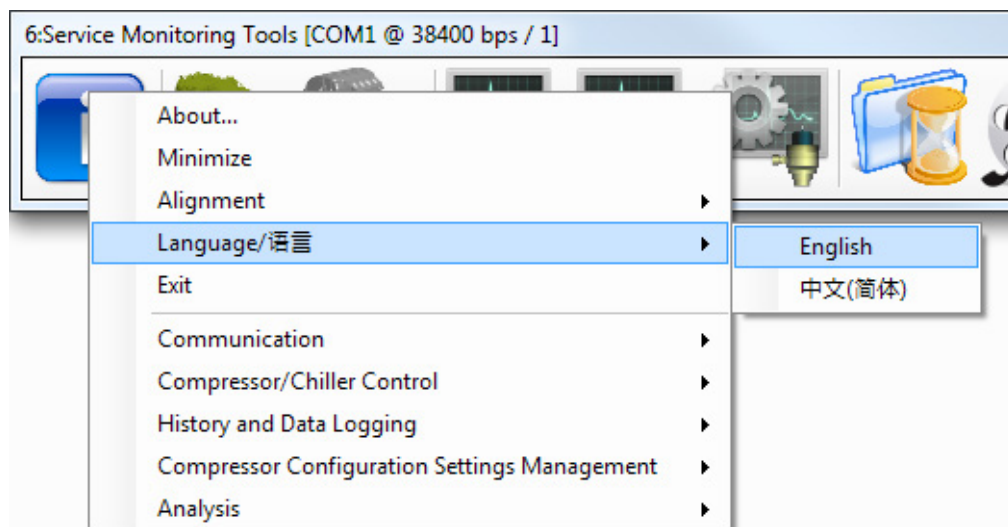 6:Service Monitoring Tools [COM1 @ 38400 bps / 1]
About...
Minimize
Alignment
Language/语言
English
中文(简体)
Exit
Communication
Compressor/Chiller Control
History and Data Logging
Compressor Configuration Settings Management
Analysis